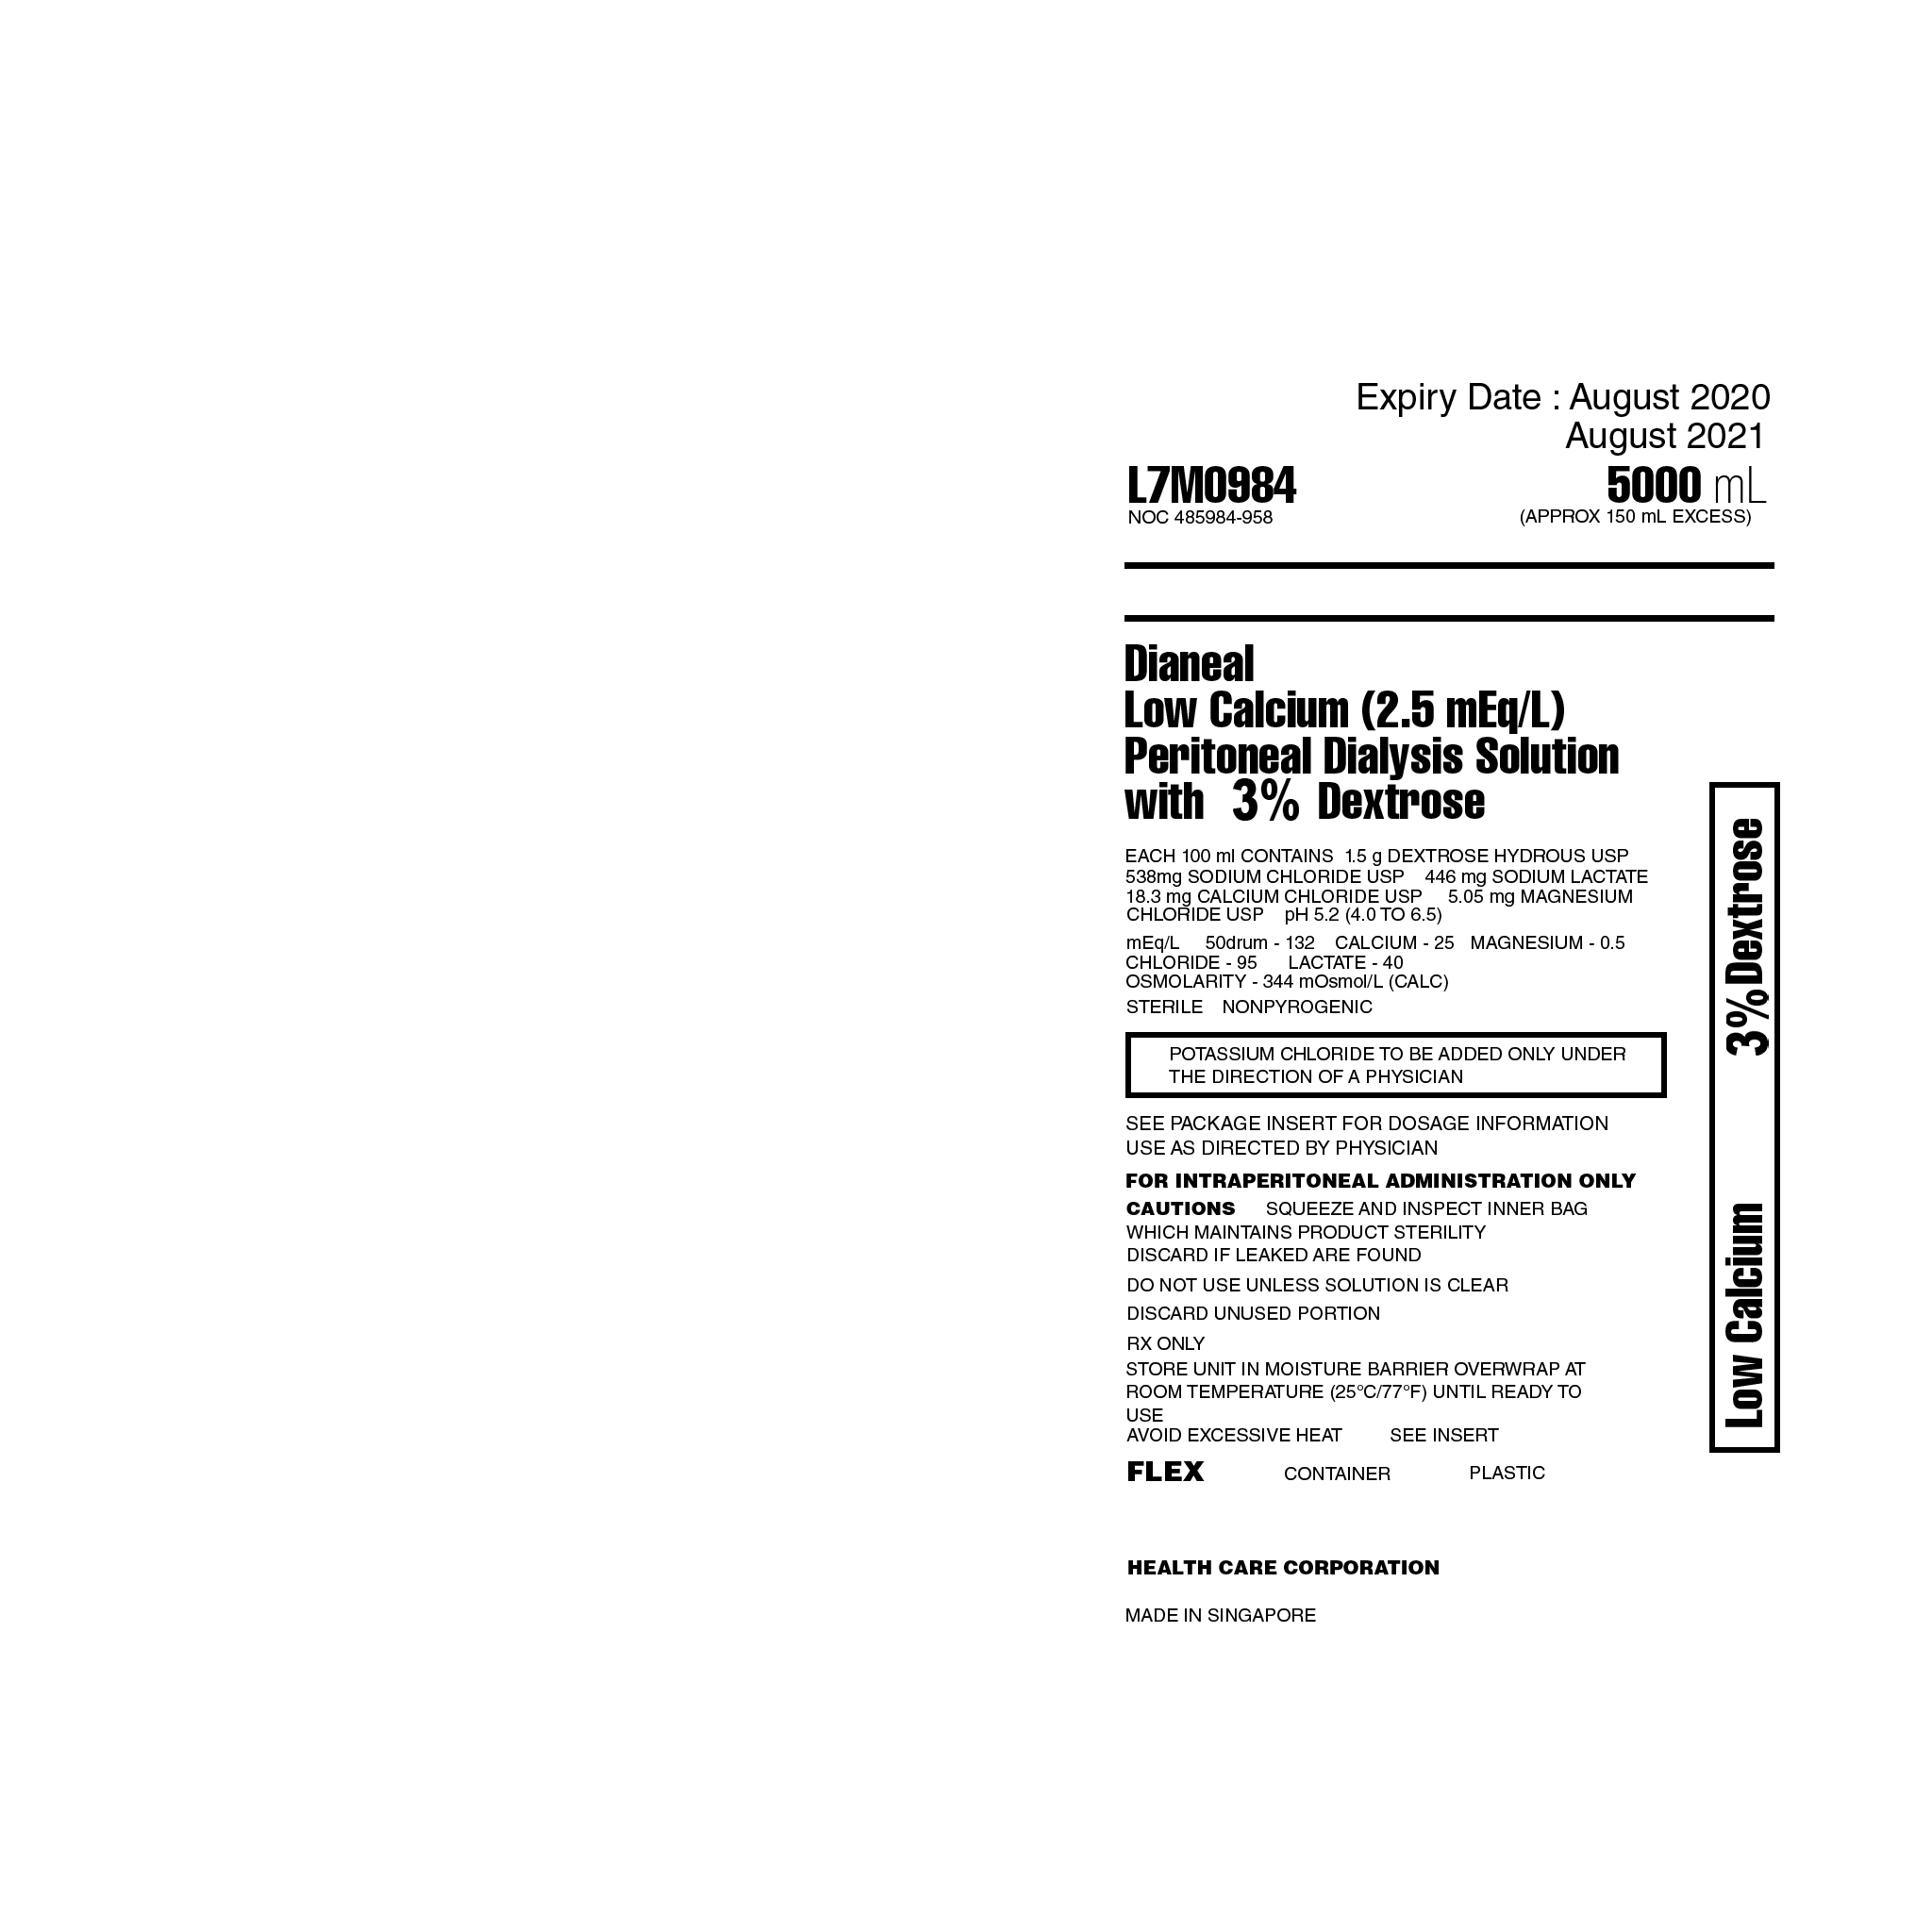 Expiry Date : August 2020
August 2021
L7M0984 5000 mL
NOC 485984-958 (APPROX 150 mL EXCESS)
Dianeal
Low Calcium (2.5 mEq/L)
Peritoneal Dialysis Solution
with 3% Dextrose
EACH 100 ml CONTAINS 1.5 g DEXTROSE HYDROUS USP
538mg SODIUM CHLORIDE USP 446 mg SODIUM LACTATE
18.3 mg CALCIUM CHLORIDE USP 5.05 mg MAGNESIUM
CHLORIDE USP pH 5.2 (4.0 TO 6.5)
mEq/L 50drum - 132 CALCIUM - 25 MAGNESIUM - 0.5
CHLORIDE - 95 LACTATE - 40
OSMOLARITY - 344 mOsmol/L (CALC)
STERILE NONPYROGENIC
POTASSIUM CHLORIDE TO BE ADDED ONLY UNDER
THE DIRECTION OF A PHYSICIAN
SEE PACKAGE INSERT FOR DOSAGE INFORMATION
USE AS DIRECTED BY PHYSICIAN
FOR INTRAPERITONEAL ADMINISTRATION ONLY
CAUTIONS SQUEEZE AND INSPECT INNER BAG
WHICH MAINTAINS PRODUCT STERILITY
DISCARD IF LEAKED ARE FOUND
DO NOT USE UNLESS SOLUTION IS CLEAR
DISCARD UNUSED PORTION
RX ONLY
STORE UNIT IN MOISTURE BARRIER OVERWRAP AT
ROOM TEMPERATURE (25°C/77°F) UNTIL READY TO
USE
AVOID EXCESSIVE HEAT SEE INSERT
FLEX CONTAINER PLASTIC
HEALTH CARE CORPORATION
MADE IN SINGAPORE
Low Calcium 3% Dextrose